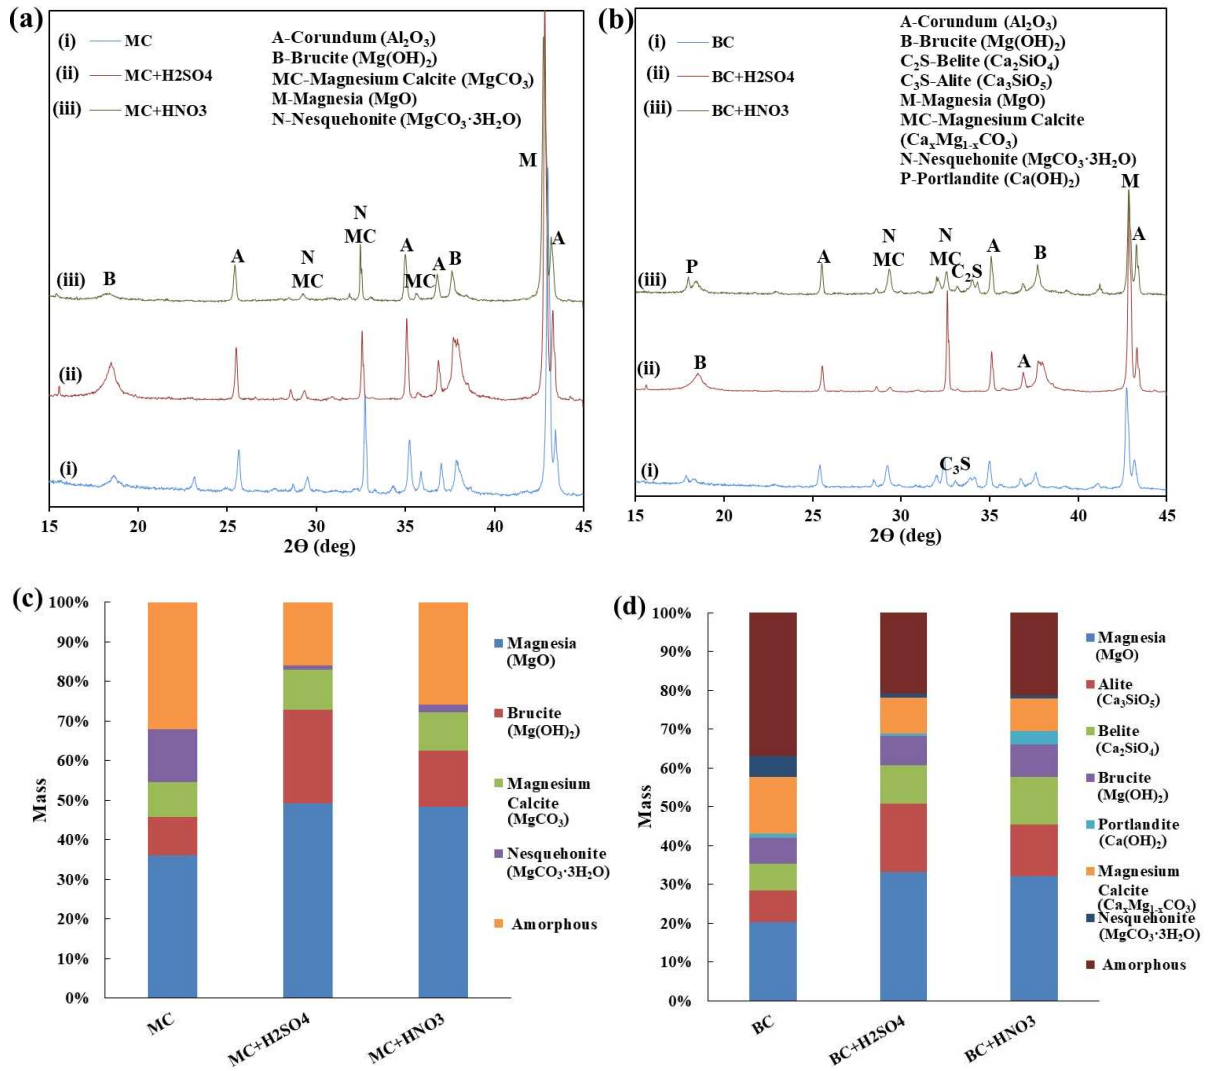 (a)
(i) MC
(ii) MC+H2SO4
(iii) MC+HNO3
A-Corundum (Al₂O₃)
B-Brucite (Mg(OH)₂)
MC-Magnesium Calcite (MgCO₃)
M-Magnesia (MgO)
N-Nesquehonite (MgCO₃·3H₂O)
M
N
MC
A
N
MC
A
MC
A
B
A
B
(iii)
(ii)
(i)
15 20 25 30 35 40 45
2Ɵ (deg)
(b)
(i) BC
(ii) BC+H2SO4
(iii) BC+HNO3
A-Corundum (Al₂O₃)
B-Brucite (Mg(OH)₂)
C₂S-Belite (Ca₂SiO₄)
C₃S-Alite (Ca₃SiO₅)
M-Magnesia (MgO)
MC-Magnesium Calcite
(CaₓMg₁₋ₓCO₃)
N-Nesquehonite (MgCO₃·3H₂O)
P-Portlandite (Ca(OH)₂)
M
A
N
MC
N
MC
C₂S
A
B
A
P
(iii)
B
A
(ii)
C₃S
(i)
15 20 25 30 35 40 45
2Ɵ (deg)
(c)
100%
90%
80%
70%
60%
50%
40%
30%
20%
10%
0%
Mass
MC
MC+H2SO4
MC+HNO3
Magnesia
(MgO)
Brucite
(Mg(OH)₂)
Magnesium
Calcite
(MgCO₃)
Nesquehonite
(MgCO₃·3H₂O)
Amorphous
(d)
100%
90%
80%
70%
60%
50%
40%
30%
20%
10%
0%
Mass
BC
BC+H2SO4
BC+HNO3
Magnesia
(MgO)
Alite
(Ca₃SiO₅)
Belite
(Ca₂SiO₄)
Brucite
(Mg(OH)₂)
Portlandite
(Ca(OH)₂)
Magnesium
Calcite
(CaₓMg₁₋ₓCO₃)
Nesquehonite
(MgCO₃·3H₂O)
Amorphous